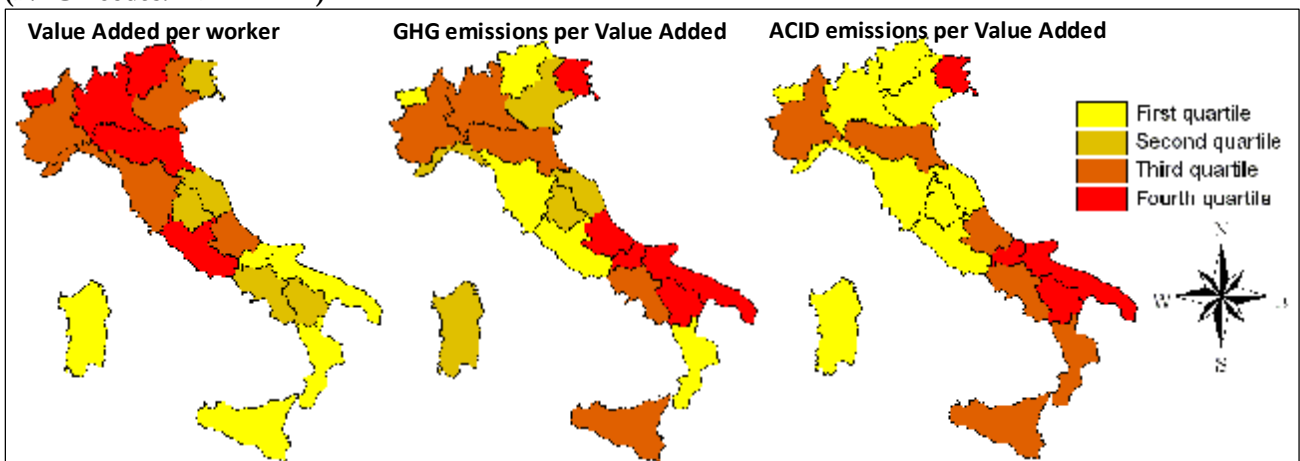 Value Added per worker
GHG emissions per Value Added
ACID emissions per Value Added
First quartile
Second quartile
Third quartile
Fourth quartile
N
W
S